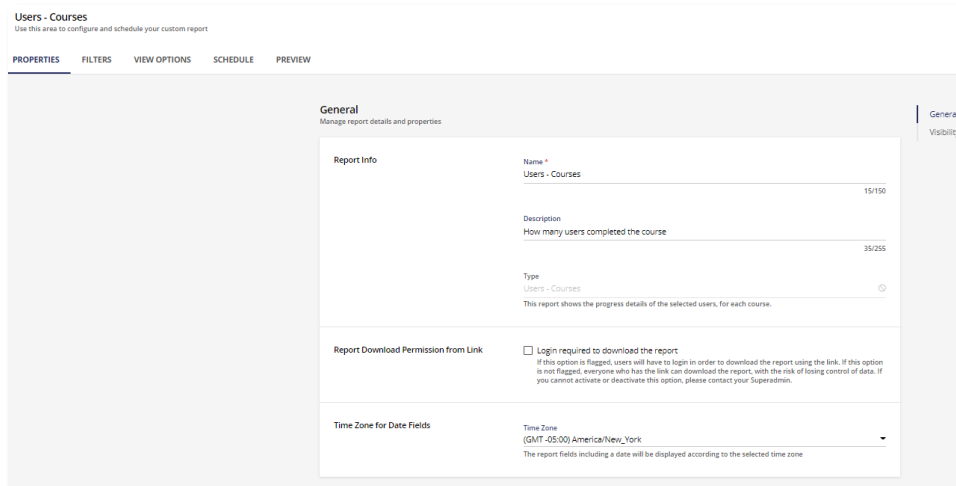 Users - Courses
Use this area to configure and schedule your custom report
PROPERTIES FILTERS VIEW OPTIONS SCHEDULE PREVIEW
General
Manage report details and properties
Genera
Visibilit
Report Info
Name *
Users - Courses
15/150
Description
How many users completed the course
35/255
Type
Users - Courses
This report shows the progress details of the selected users, for each course.
Report Download Permission from Link
Login required to download the report
If this option is flagged, users will have to login in order to download the report using the link. If this option
is not flagged, everyone who has the link can download the report, with the risk of losing control of data. If
you cannot activate or deactivate this option, please contact your Superadmin.
Time Zone for Date Fields
Time Zone
(GMT -05:00) America/New_York
The report fields including a date will be displayed according to the selected time zone